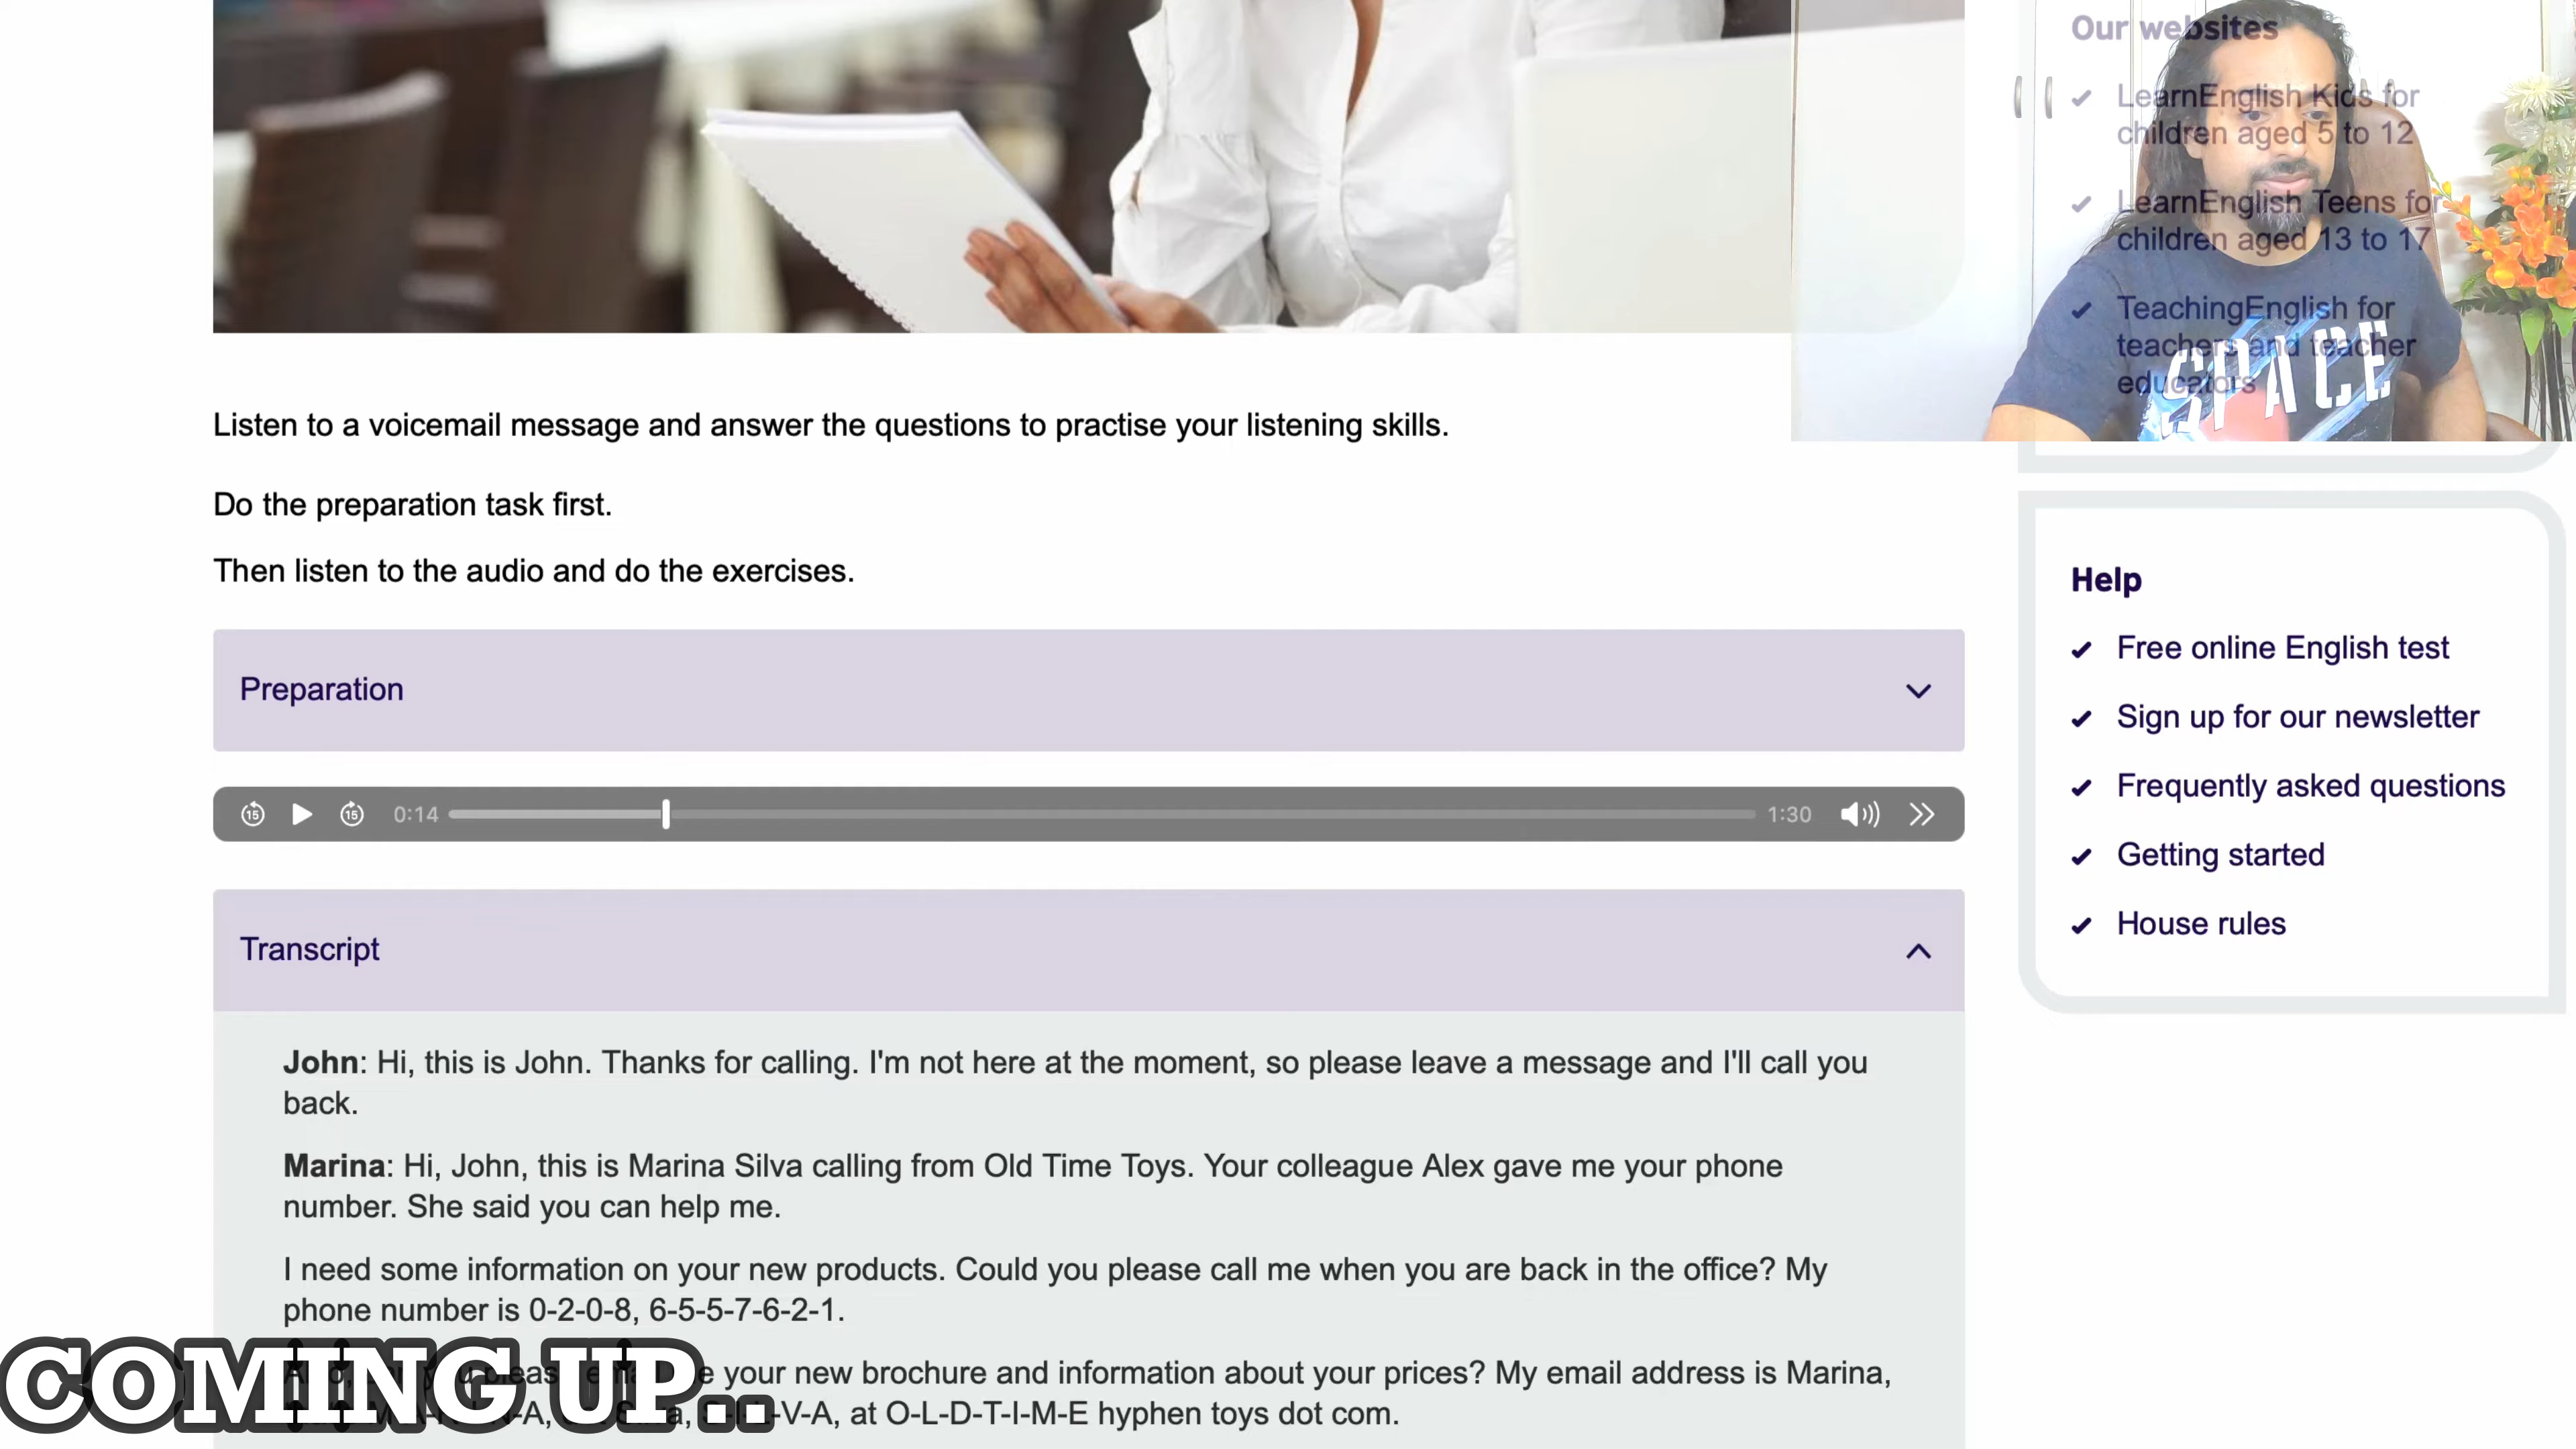 Our websites
LearnEnglish Kids for
children aged 5 to 12
LearnEnglish Teens for
children aged 13 to 17
TeachingEnglish for
teachers and teacher
educators
SPACE
Listen to a voicemail message and answer the questions to practise your listening skills.
Do the preparation task first.
Then listen to the audio and do the exercises.
Preparation
15 15 0:14 1:30
Transcript
John: Hi, this is John. Thanks for calling. I'm not here at the moment, so please leave a message and I'll call you
back.
Marina: Hi, John, this is Marina Silva calling from Old Time Toys. Your colleague Alex gave me your phone
number. She said you can help me.
I need some information on your new products. Could you please call me when you are back in the office? My
phone number is 0-2-0-8, 6-5-5-7-6-2-1.
your new brochure and information about your prices? My email address is Marina,
at O-L-D-T-I-M-E hyphen toys dot com.
COMING UP...
Help
Free online English test
Sign up for our newsletter
Frequently asked questions
Getting started
House rules